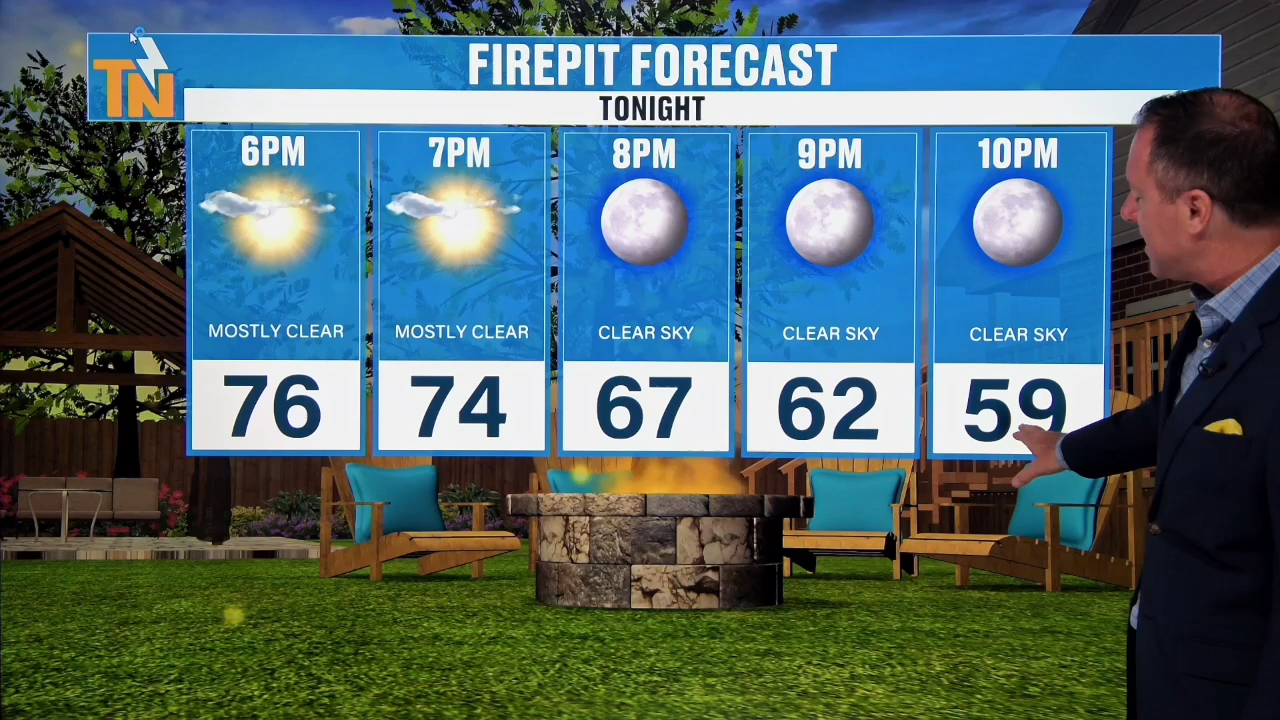 TN
FIREPIT FORECAST
TONIGHT
6PM 7PM 8PM 9PM 10PM
MOSTLY CLEAR MOSTLY CLEAR CLEAR SKY CLEAR SKY CLEAR SKY
76 74 67 62 59